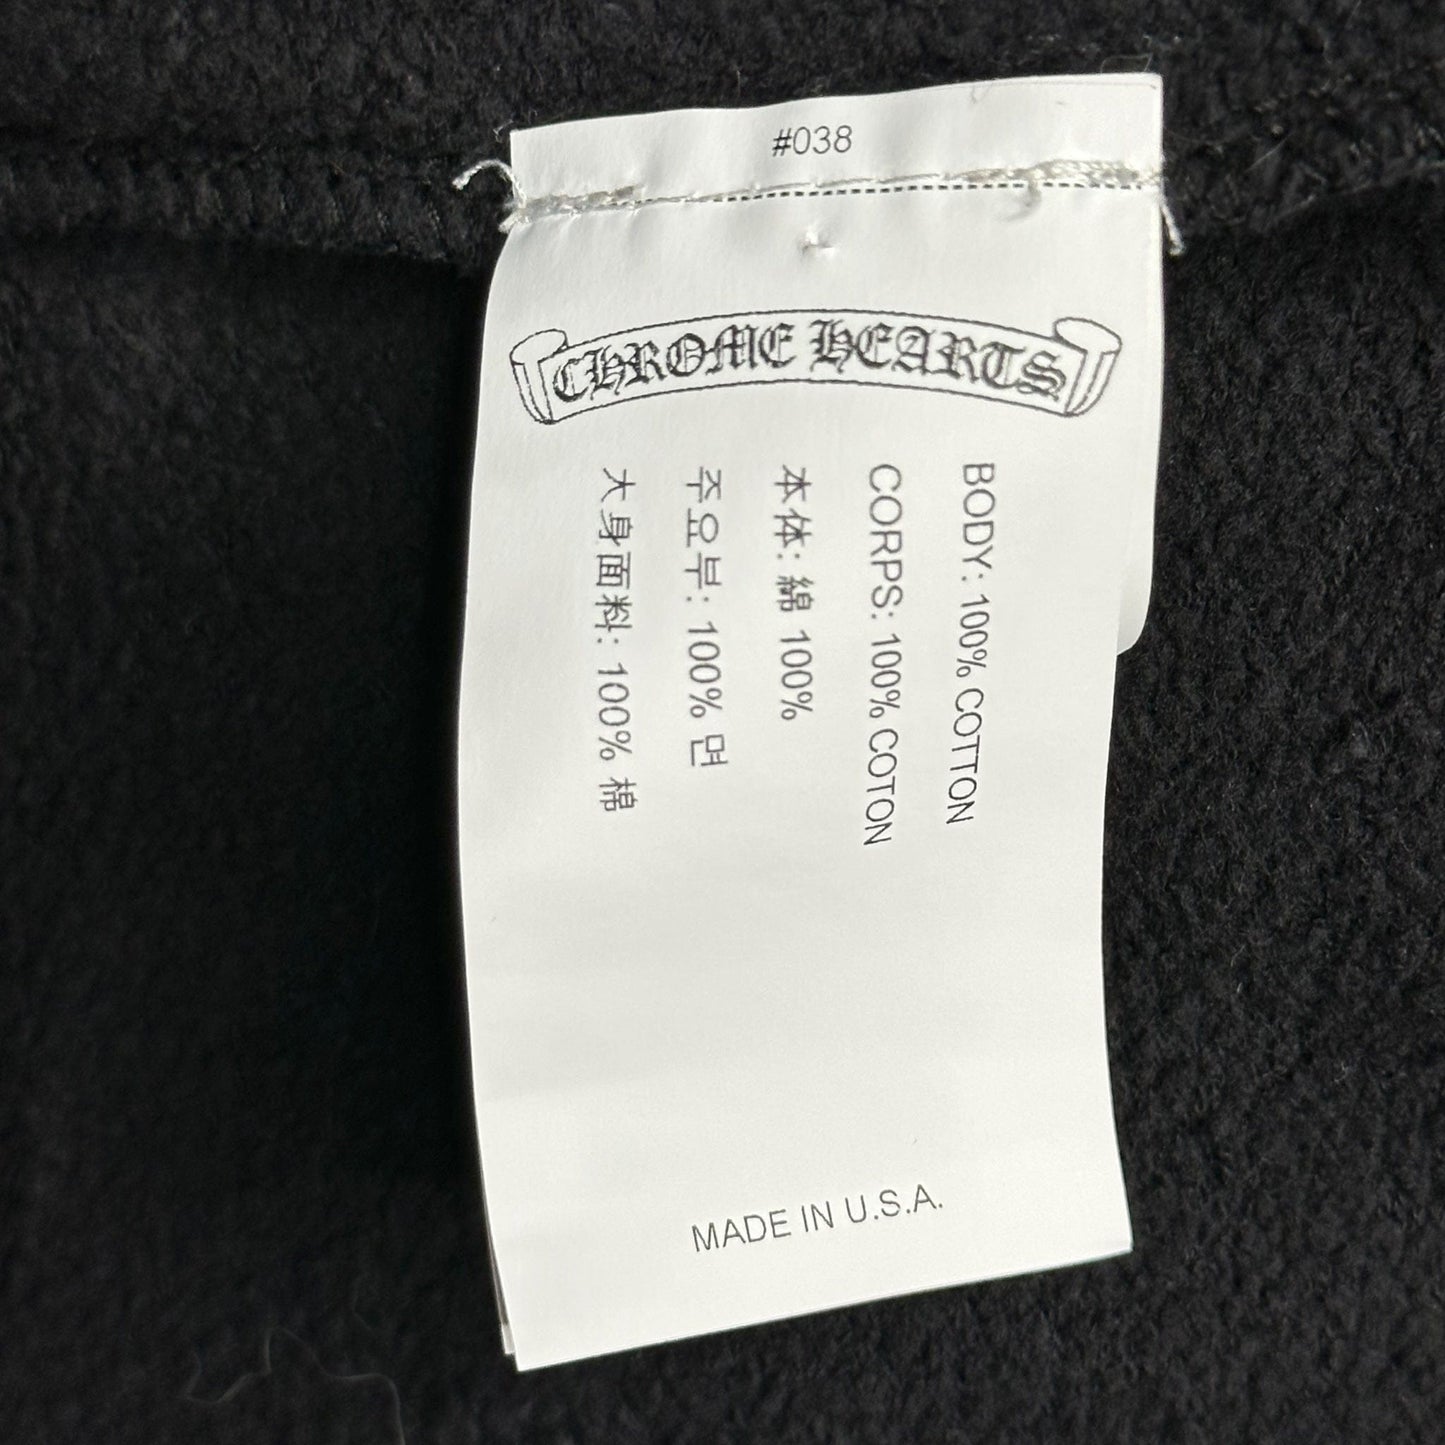 #038
CHROME HEARTS
BODY: 100% COTTON
CORPS: 100% COTON
本体: 綿 100%
주요부: 100% 면
大身面料: 100% 棉
MADE IN U.S.A.